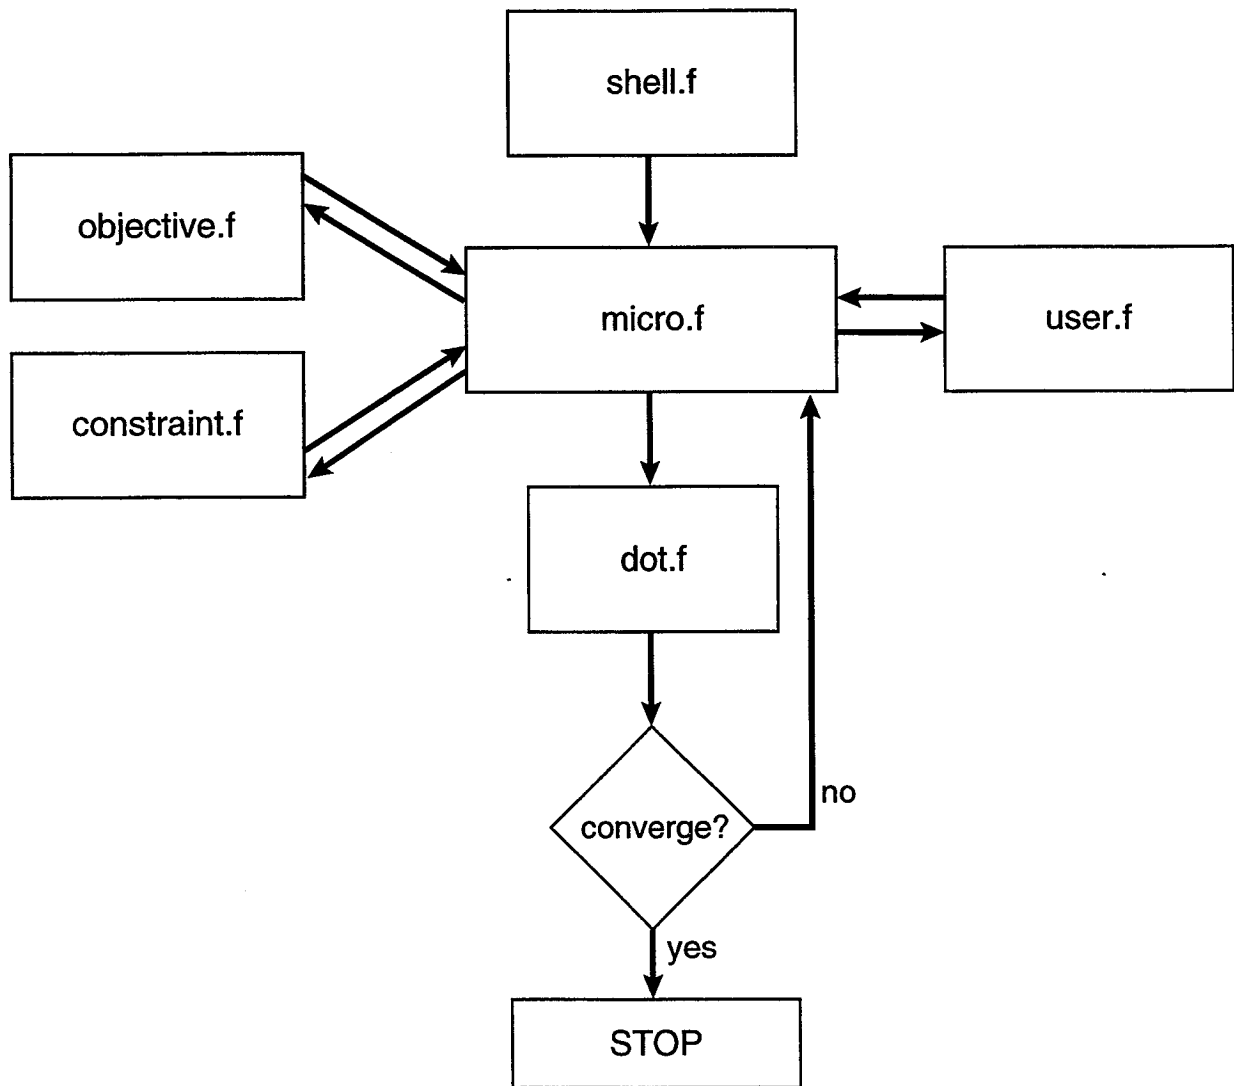 shell.f
objective.f
micro.f
user.f
constraint.f
dot.f
no
converge?
yes
STOP